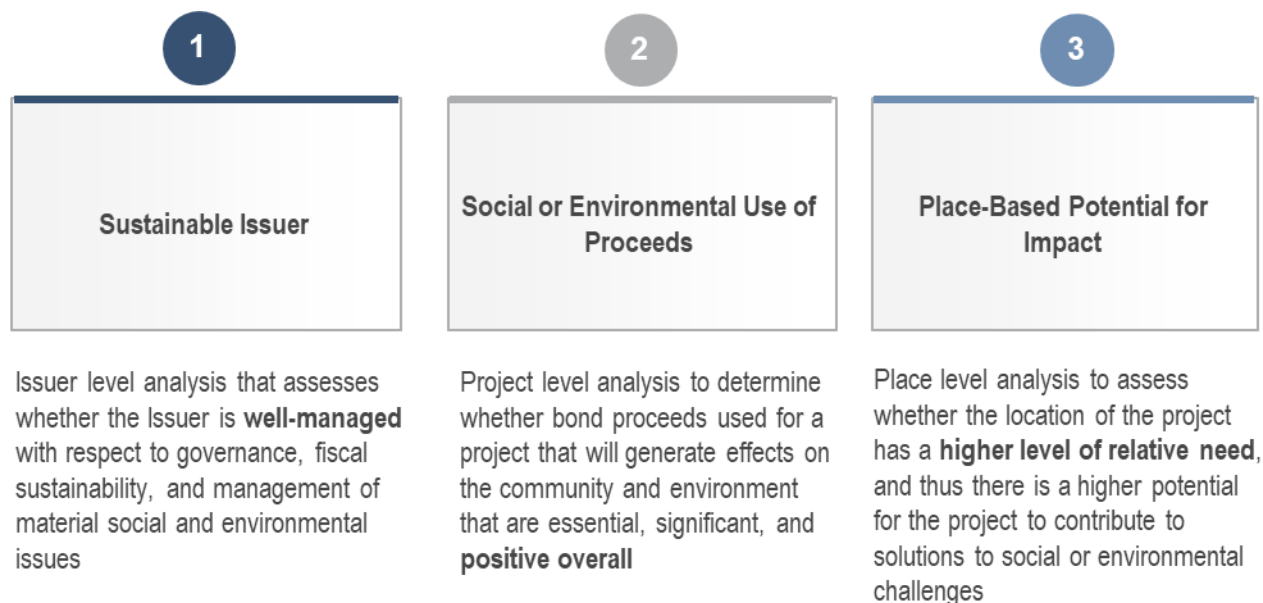 1
Sustainable Issuer
Issuer level analysis that assesses
whether the Issuer is well-managed
with respect to governance, fiscal
sustainability, and management of
material social and environmental
issues
2
Social or Environmental Use of
Proceeds
Project level analysis to determine
whether bond proceeds used for a
project that will generate effects on
the community and environment
that are essential, significant, and
positive overall
3
Place-Based Potential for
Impact
Place level analysis to assess
whether the location of the project
has a higher level of relative need,
and thus there is a higher potential
for the project to contribute to
solutions to social or environmental
challenges